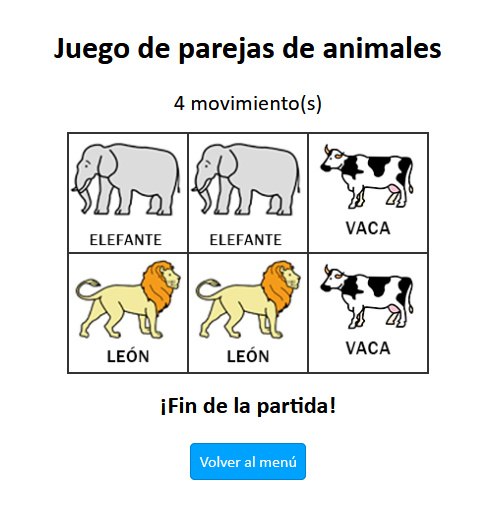 Juego de parejas de animales
4 movimiento(s)
ELEFANTE ELEFANTE VACA
LEÓN LEÓN VACA
¡Fin de la partida!
Volver al menú